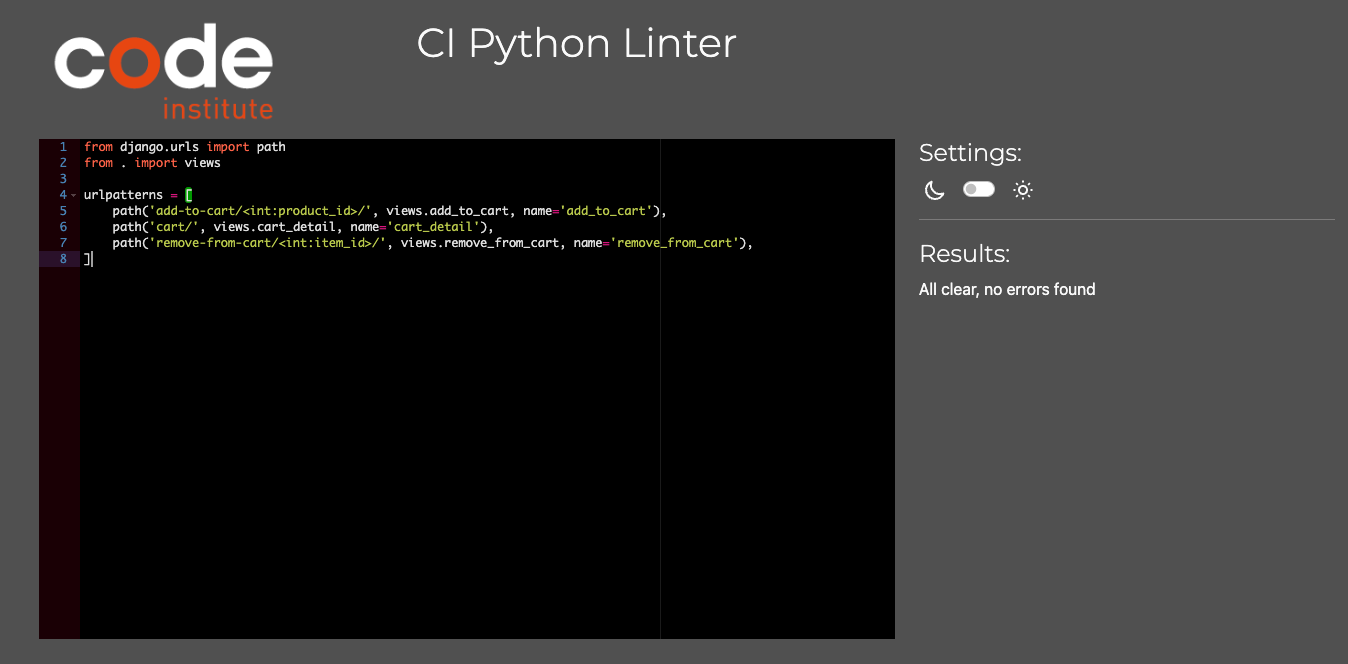 code
institute
CI Python Linter
1 from django.urls import path
2 from . import views
3
4 urlpatterns = [
5     path('add-to-cart/<int:product_id>/', views.add_to_cart, name='add_to_cart'),
6     path('cart/', views.cart_detail, name='cart_detail'),
7     path('remove-from-cart/<int:item_id>/', views.remove_from_cart, name='remove_from_cart'),
8 ]
Settings:
Results:
All clear, no errors found